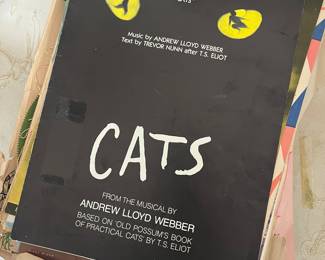 Music by ANDREW LLOYD WEBBER
Text by TREVOR NUNN after T.S. ELIOT
CATS
FROM THE MUSICAL BY
ANDREW LLOYD WEBBER
BASED ON 'OLD POSSUM'S BOOK
OF PRACTICAL CATS' BY T.S. ELIOT